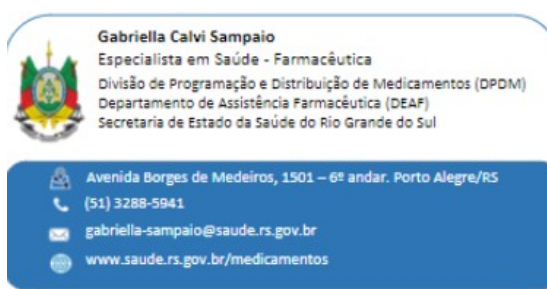 Gabriella Calvi Sampaio
Especialista em Saúde - Farmacêutica
Divisão de Programação e Distribuição de Medicamentos (DPDM)
Departamento de Assistência Farmacêutica (DEAF)
Secretaria de Estado da Saúde do Rio Grande do Sul
Avenida Borges de Medeiros, 1501 – 6º andar. Porto Alegre/RS
(51) 3288-5941
gabriella-sampaio@saude.rs.gov.br
www.saude.rs.gov.br/medicamentos